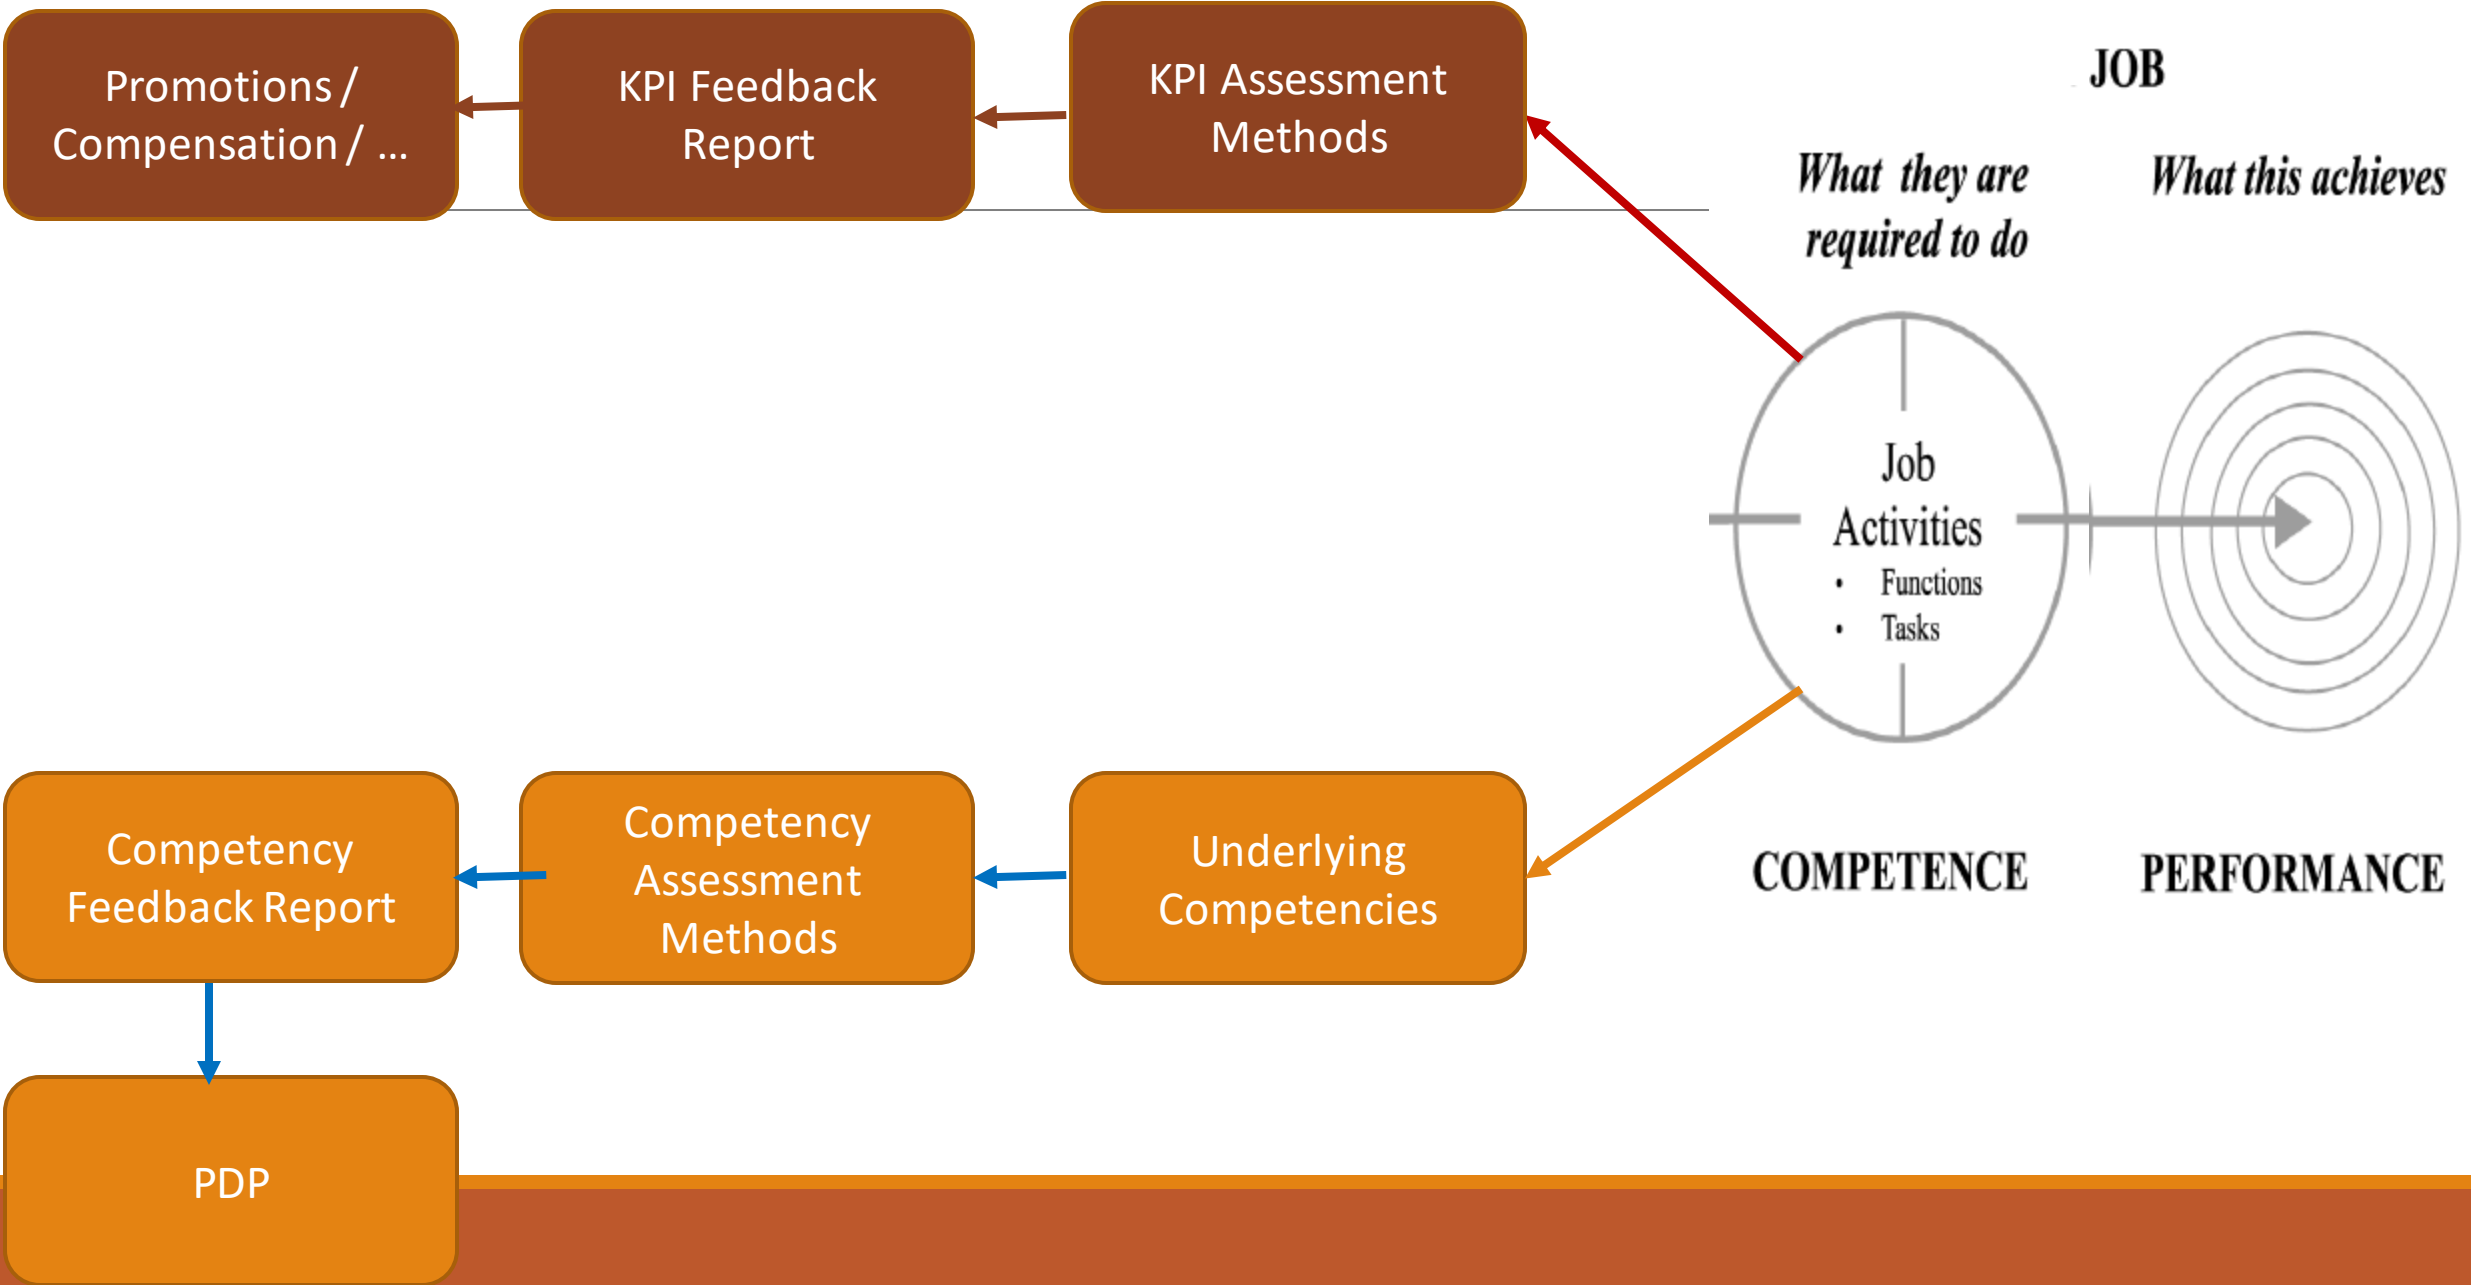 Promotions /
Compensation / ...
KPI Feedback
Report
KPI Assessment
Methods
JOB
What they are
required to do
What this achieves
Job
Activities
• Functions
• Tasks
Competency
Feedback Report
Competency
Assessment
Methods
Underlying
Competencies
COMPETENCE
PERFORMANCE
PDP